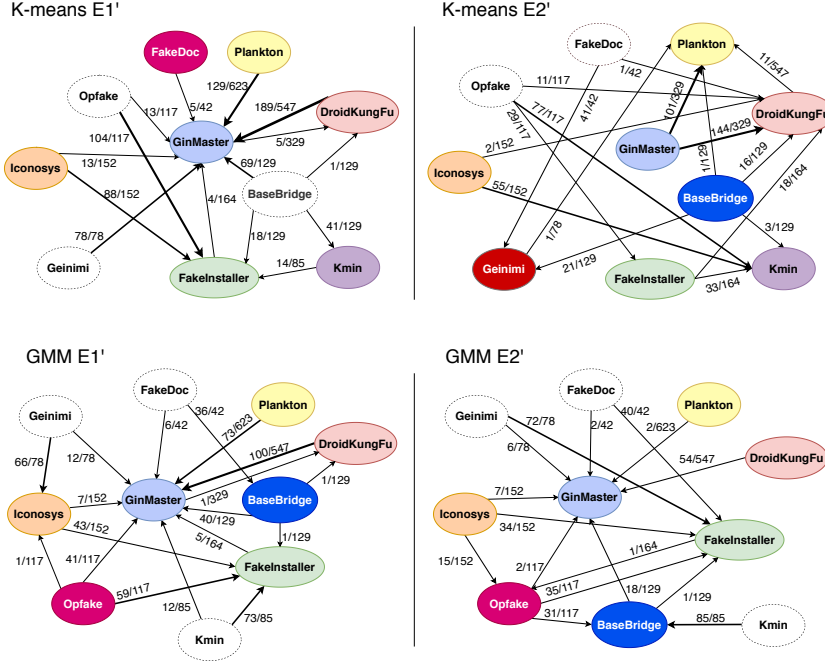 K-means E1'
FakeDoc
Plankton
Opfake
DroidKungFu
GinMaster
Iconosys
BaseBridge
Geinimi
FakeInstaller
Kmin
129/623
5/42
189/547
13/117
5/329
104/117
13/152
69/129
1/129
88/152
4/164
78/78
18/129
41/129
14/85
K-means E2'
FakeDoc
Plankton
Opfake
DroidKungFu
GinMaster
Iconosys
BaseBridge
Geinimi
FakeInstaller
Kmin
11/547
1/42
11/117
41/42
77/117
29/117
101/329
144/329
2/152
1/129
16/129
18/164
55/152
1/78
3/129
21/129
33/164
GMM E1'
FakeDoc
Geinimi
Plankton
DroidKungFu
Iconosys
GinMaster
BaseBridge
FakeInstaller
Opfake
Kmin
36/42
6/42
73/623
12/78
66/78
100/547
7/152
1/329
1/129
40/129
43/152
5/164
1/129
1/117
41/117
59/117
12/85
73/85
GMM E2'
FakeDoc
Geinimi
Plankton
DroidKungFu
Iconosys
GinMaster
FakeInstaller
Opfake
BaseBridge
Kmin
72/78
40/42
6/78
2/42
2/623
54/547
7/152
34/152
15/152
1/164
2/117
35/117
18/129
1/129
31/117
85/85